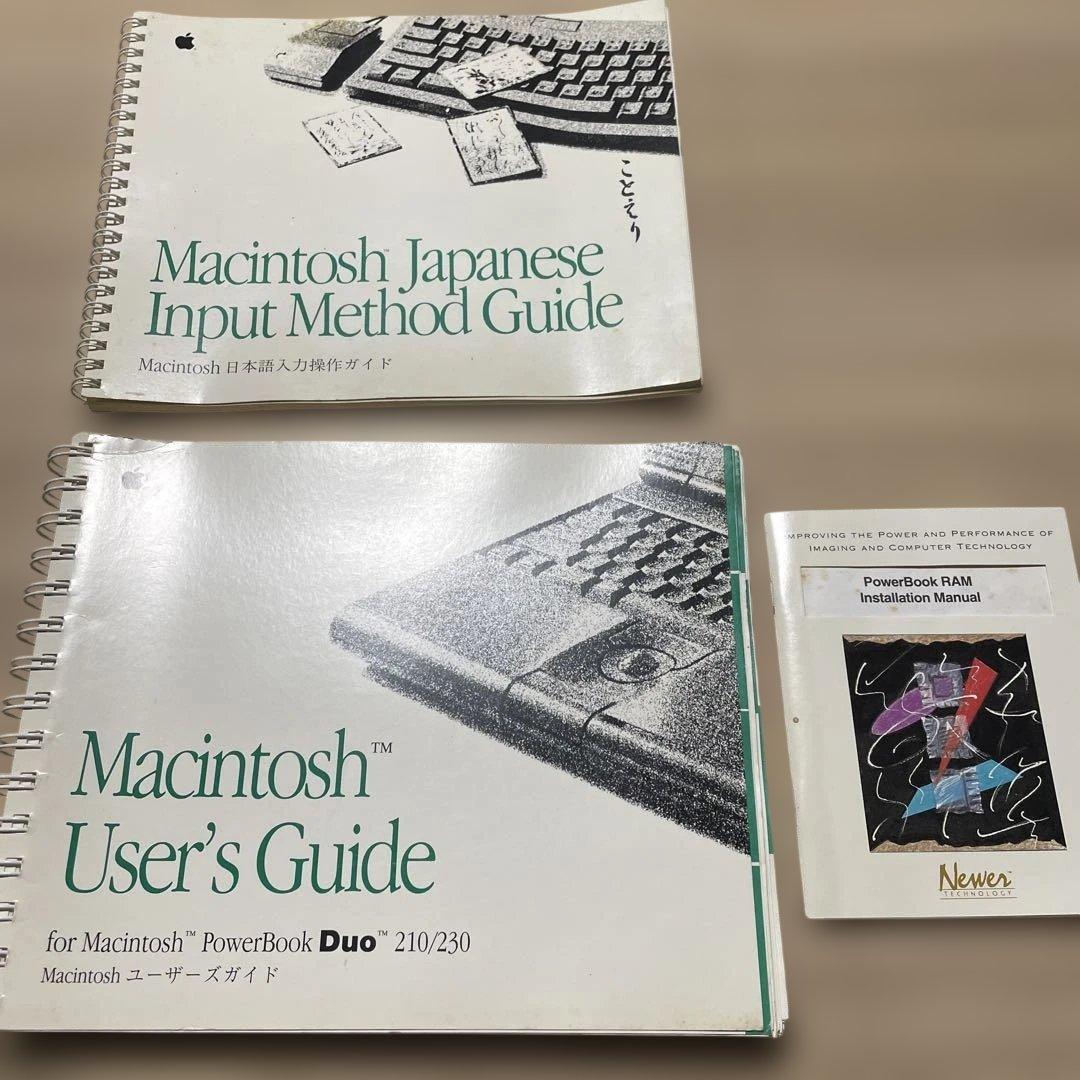 ことえり
Macintosh™ Japanese
Input Method Guide
Macintosh 日本語入力操作ガイド
Macintosh™
User's Guide
for Macintosh™ PowerBook Duo™ 210/230
Macintosh ユーザーズガイド
IMPROVING THE POWER AND PERFORMANCE OF
IMAGING AND COMPUTER TECHNOLOGY
PowerBook RAM
Installation Manual
Newer
TECHNOLOGY